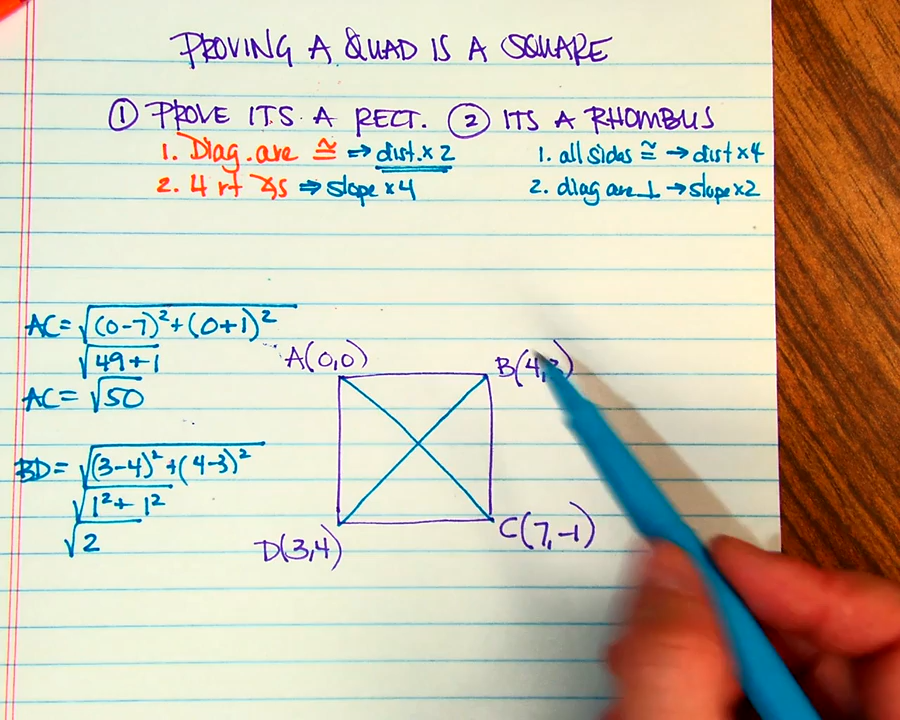 PROVING A QUAD IS A SQUARE
① PROVE ITS A RECT. ② ITS A RHOMBUS
1. Diag. are ≅ ⇒ dist. × 2
2. 4 rt ∡s ⇒ slope × 4
1. all sides ≅ → dist × 4
2. diag are ⊥ → slope × 2
AC = √(0-7)² + (0+1)²
√49+1
AC = √50
BD = √(3-4)² + (4-3)²
√1² + 1²
√2
A(0,0)
B(4,
D(3,4)
C(7,-1)